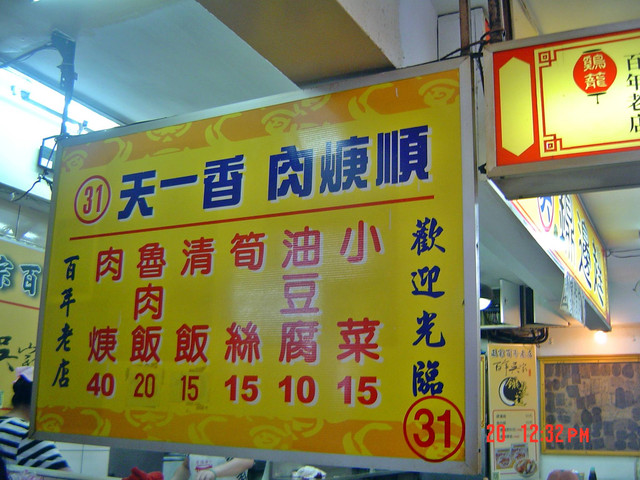 31 天一香 肉焿順
百年老店
肉焿 40
魯肉飯 20
清飯 15
筍絲 15
油豆腐 10
小菜 15
歡迎光臨
31
鷄籠
百年老店
20 12:32PM